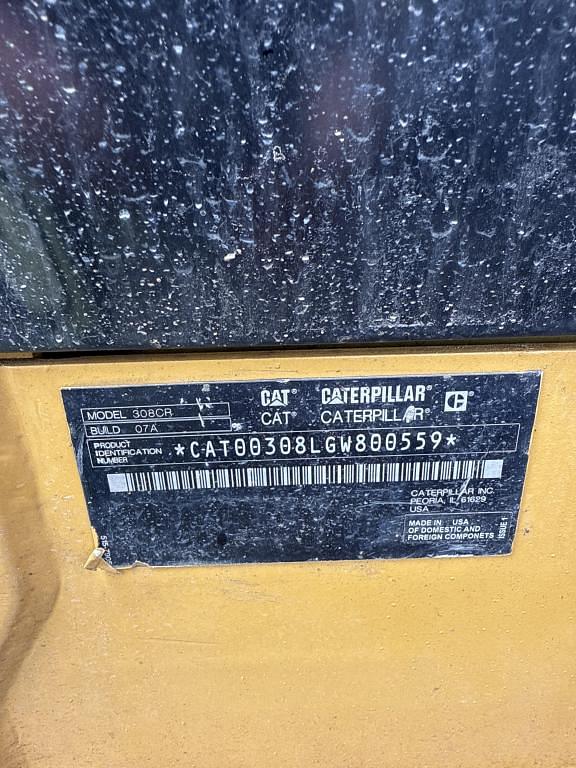 CAT CATERPILLAR®
CAT® CATERPILLAR®
MODEL 308CR
BUILD 07A
PRODUCT
IDENTIFICATION
NUMBER
*CAT00308LGW800559*
CATERPILLAR INC.
PEORIA, IL 61629
USA
MADE IN USA
OF DOMESTIC AND
FOREIGN COMPONETS
ISSUE